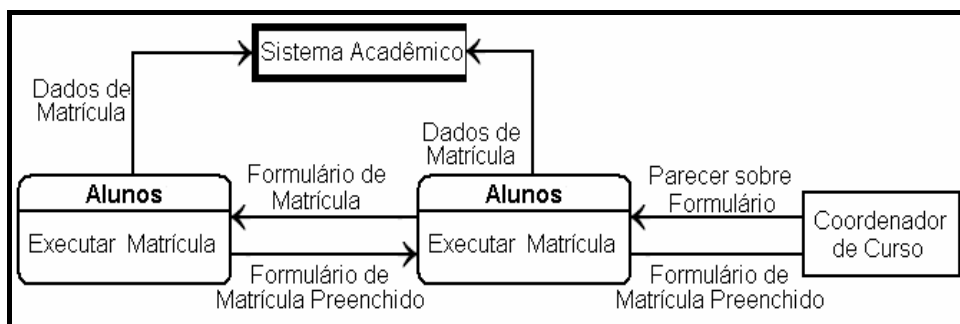 Sistema Acadêmico
Dados de
Matrícula
Dados de
Matrícula
Alunos
Executar Matrícula
Formulário de
Matrícula
Formulário de
Matrícula Preenchido
Alunos
Executar Matrícula
Parecer sobre
Formulário
Formulário de
Matrícula Preenchido
Coordenador
de Curso